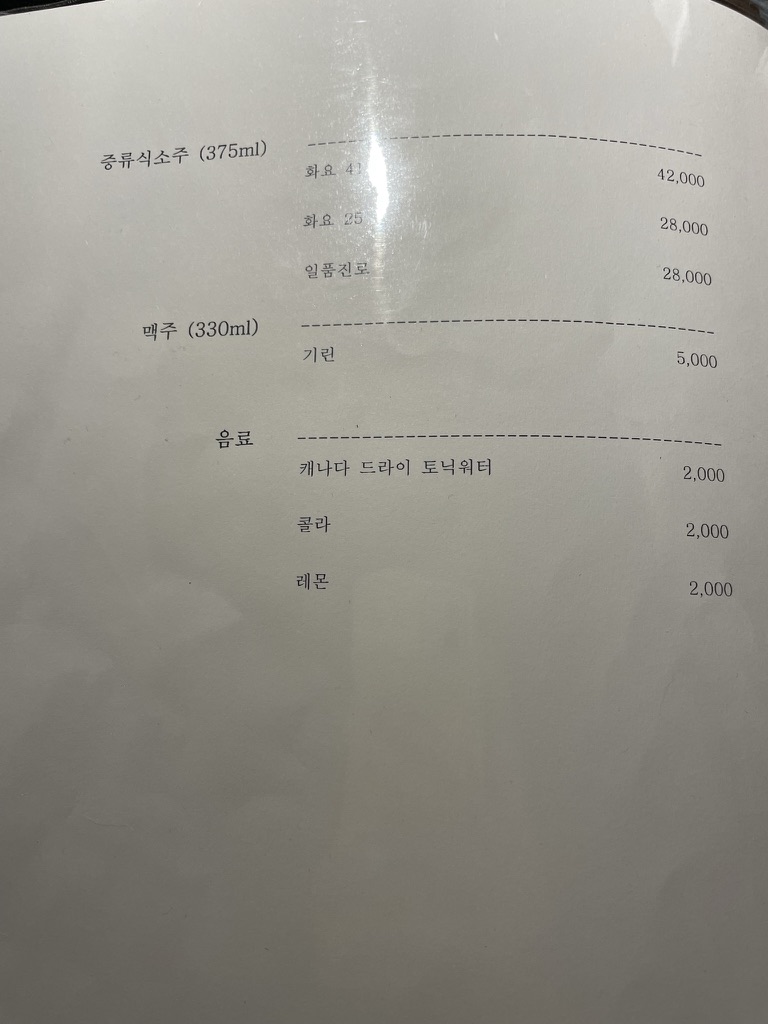 증류식소주 (375ml)
화요 41 42,000
화요 25 28,000
일품진로 28,000
맥주 (330ml)
기린 5,000
음료
캐나다 드라이 토닉워터 2,000
콜라 2,000
레몬 2,000